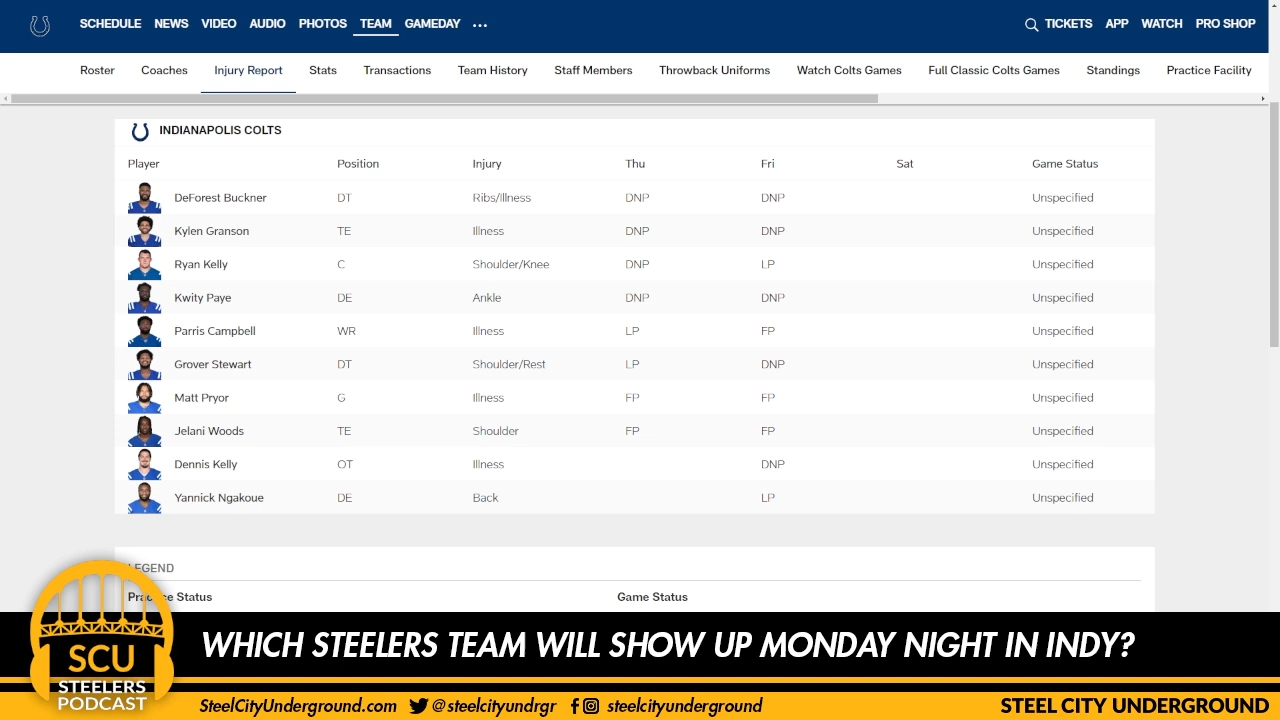 SCHEDULE NEWS VIDEO AUDIO PHOTOS TEAM GAMEDAY ... TICKETS APP WATCH PRO SHOP
Roster Coaches Injury Report Stats Transactions Team History Staff Members Throwback Uniforms Watch Colts Games Full Classic Colts Games Standings Practice Facility
INDIANAPOLIS COLTS
Player Position Injury Thu Fri Sat Game Status
DeForest Buckner DT Ribs/Illness DNP DNP Unspecified
Kylen Granson TE Illness DNP DNP Unspecified
Ryan Kelly C Shoulder/Knee DNP LP Unspecified
Kwity Paye DE Ankle DNP DNP Unspecified
Parris Campbell WR Illness LP FP Unspecified
Grover Stewart DT Shoulder/Rest LP DNP Unspecified
Matt Pryor G Illness FP FP Unspecified
Jelani Woods TE Shoulder FP FP Unspecified
Dennis Kelly OT Illness DNP Unspecified
Yannick Ngakoue DE Back LP Unspecified
LEGEND
Practice Status Game Status
WHICH STEELERS TEAM WILL SHOW UP MONDAY NIGHT IN INDY?
SCU
STEELERS
PODCAST
SteelCityUnderground.com @steelcityundrgr steelcityunderground STEEL CITY UNDERGROUND